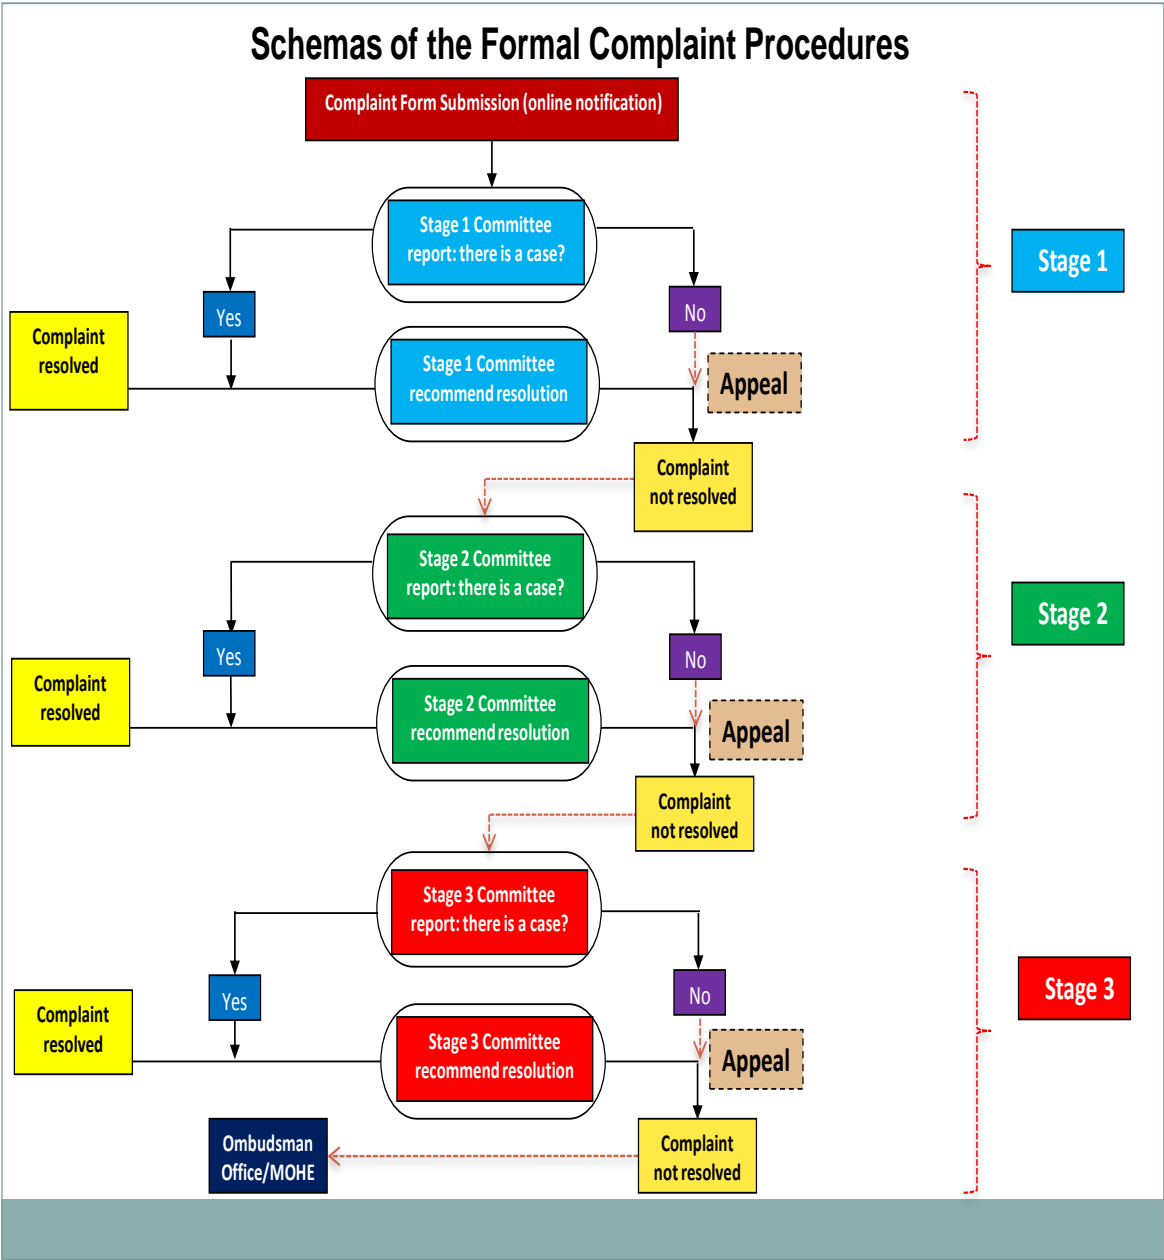 Schemas of the Formal Complaint Procedures
Complaint Form Submission (online notification)
Stage 1 Committee
report: there is a case?
Stage 1
Yes
No
Complaint
resolved
Stage 1 Committee
recommend resolution
Appeal
Complaint
not resolved
Stage 2 Committee
report: there is a case?
Stage 2
Yes
No
Complaint
resolved
Stage 2 Committee
recommend resolution
Appeal
Complaint
not resolved
Stage 3 Committee
report: there is a case?
Stage 3
Yes
No
Complaint
resolved
Stage 3 Committee
recommend resolution
Appeal
Ombudsman
Office/MOHE
Complaint
not resolved